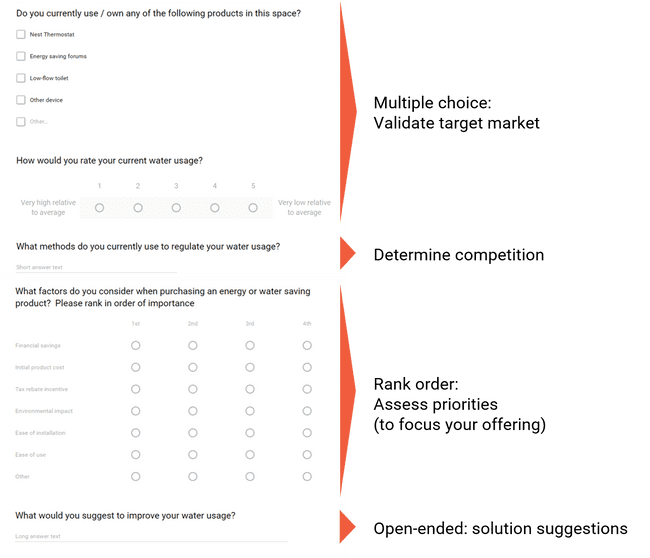 Do you currently use / own any of the following products in this space?
Nest Thermostat
Energy saving forums
Low-flow toilet
Other device
Other...
Multiple choice:
Validate target market
How would you rate your current water usage?
1 2 3 4 5
Very high relative
to average
Very low relative
to average
What methods do you currently use to regulate your water usage?
Short answer text
Determine competition
What factors do you consider when purchasing an energy or water saving
product? Please rank in order of importance
1st 2nd 3rd 4th
Financial savings
Initial product cost
Tax rebate incentive
Environmental impact
Ease of installation
Ease of use
Other
Rank order:
Assess priorities
(to focus your offering)
What would you suggest to improve your water usage?
Long answer text
Open-ended: solution suggestions